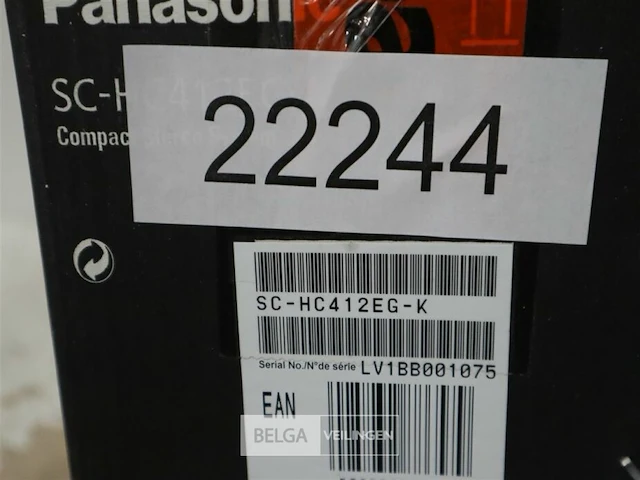 Panason
SC-H
22244
Compac
SC-HC412EG-K
Serial No./N°de série LV1BB001075
EAN
BELGA VEILINGEN